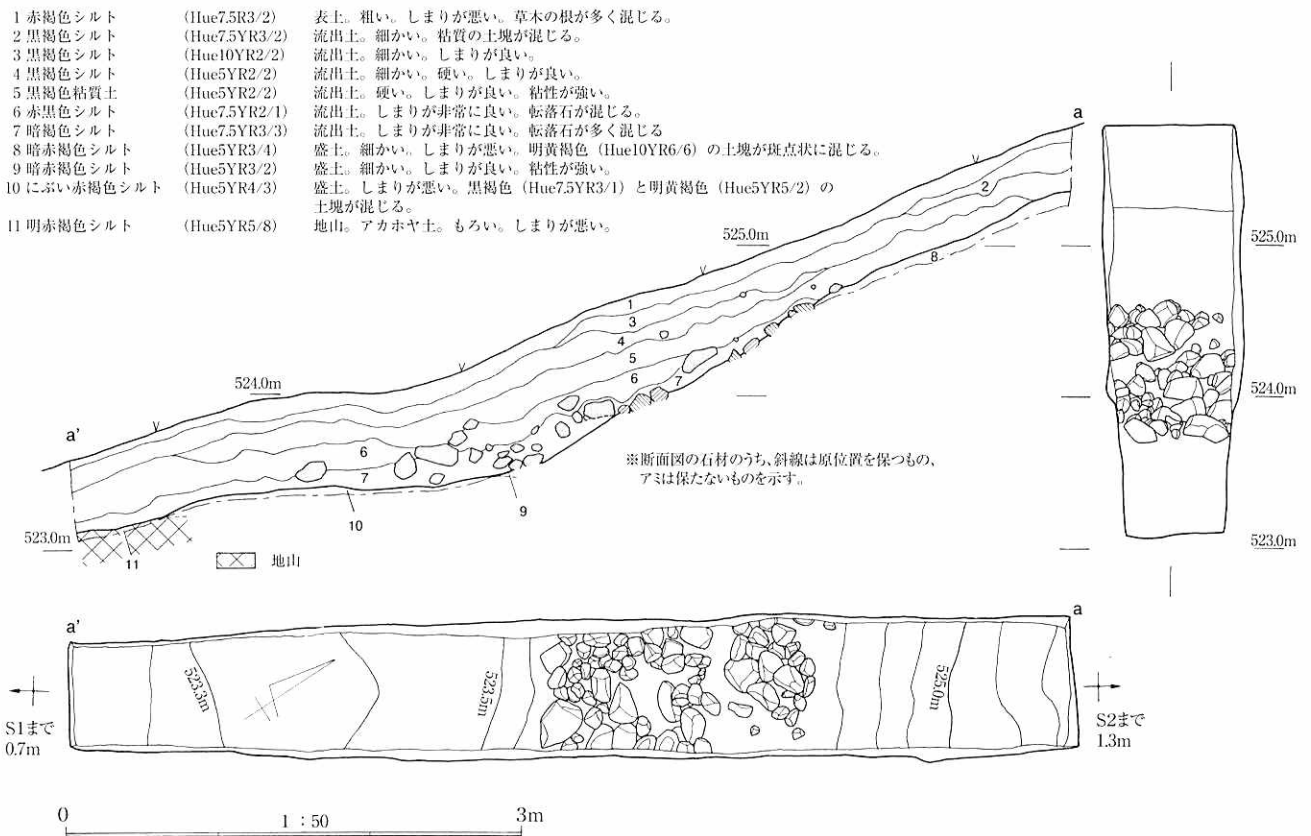 1 赤褐色シルト (Hue7.5R3/2) 表土。粗い。しまりが悪い。草木の根が多く混じる。
2 黒褐色シルト (Hue7.5YR3/2) 流出土。細かい。粘質の土塊が混じる。
3 黒褐色シルト (Hue10YR2/2) 流出土。細かい。しまりが良い。
4 黒褐色シルト (Hue5YR2/2) 流出土。細かい。硬い。しまりが良い。
5 黒褐色粘質土 (Hue5YR2/2) 流出土。硬い。しまりが良い。粘性が強い。
6 赤黒色シルト (Hue7.5YR2/1) 流出土。しまりが非常に良い。転落石が混じる。
7 暗褐色シルト (Hue7.5YR3/3) 流出土。しまりが非常に良い。転落石が多く混じる
8 暗赤褐色シルト (Hue5YR3/4) 盛土。細かい。しまりが悪い。明黄褐色 (Hue10YR6/6) の土塊が斑点状に混じる。
9 暗赤褐色シルト (Hue5YR3/2) 盛土。細かい。しまりが良い。粘性が強い。
10 にぶい赤褐色シルト (Hue5YR4/3) 盛土。しまりが悪い。黒褐色 (Hue7.5YR3/1) と明黄褐色 (Hue5YR5/2) の
土塊が混じる。
11 明赤褐色シルト (Hue5YR5/8) 地山。アカホヤ土。もろい。しまりが悪い。
a
2
525.0m
525.0m
8
1
3
4
5
6
7
524.0m
524.0m
a'
6
7
※断面図の石材のうち、斜線は原位置を保つもの、
アミは保たないものを示す。
9
10
523.0m
523.0m
11
地山
a'
a
523.3m
523.5m
525.0m
S1まで
0.7m
S2まで
1.3m
0
1：50
3m